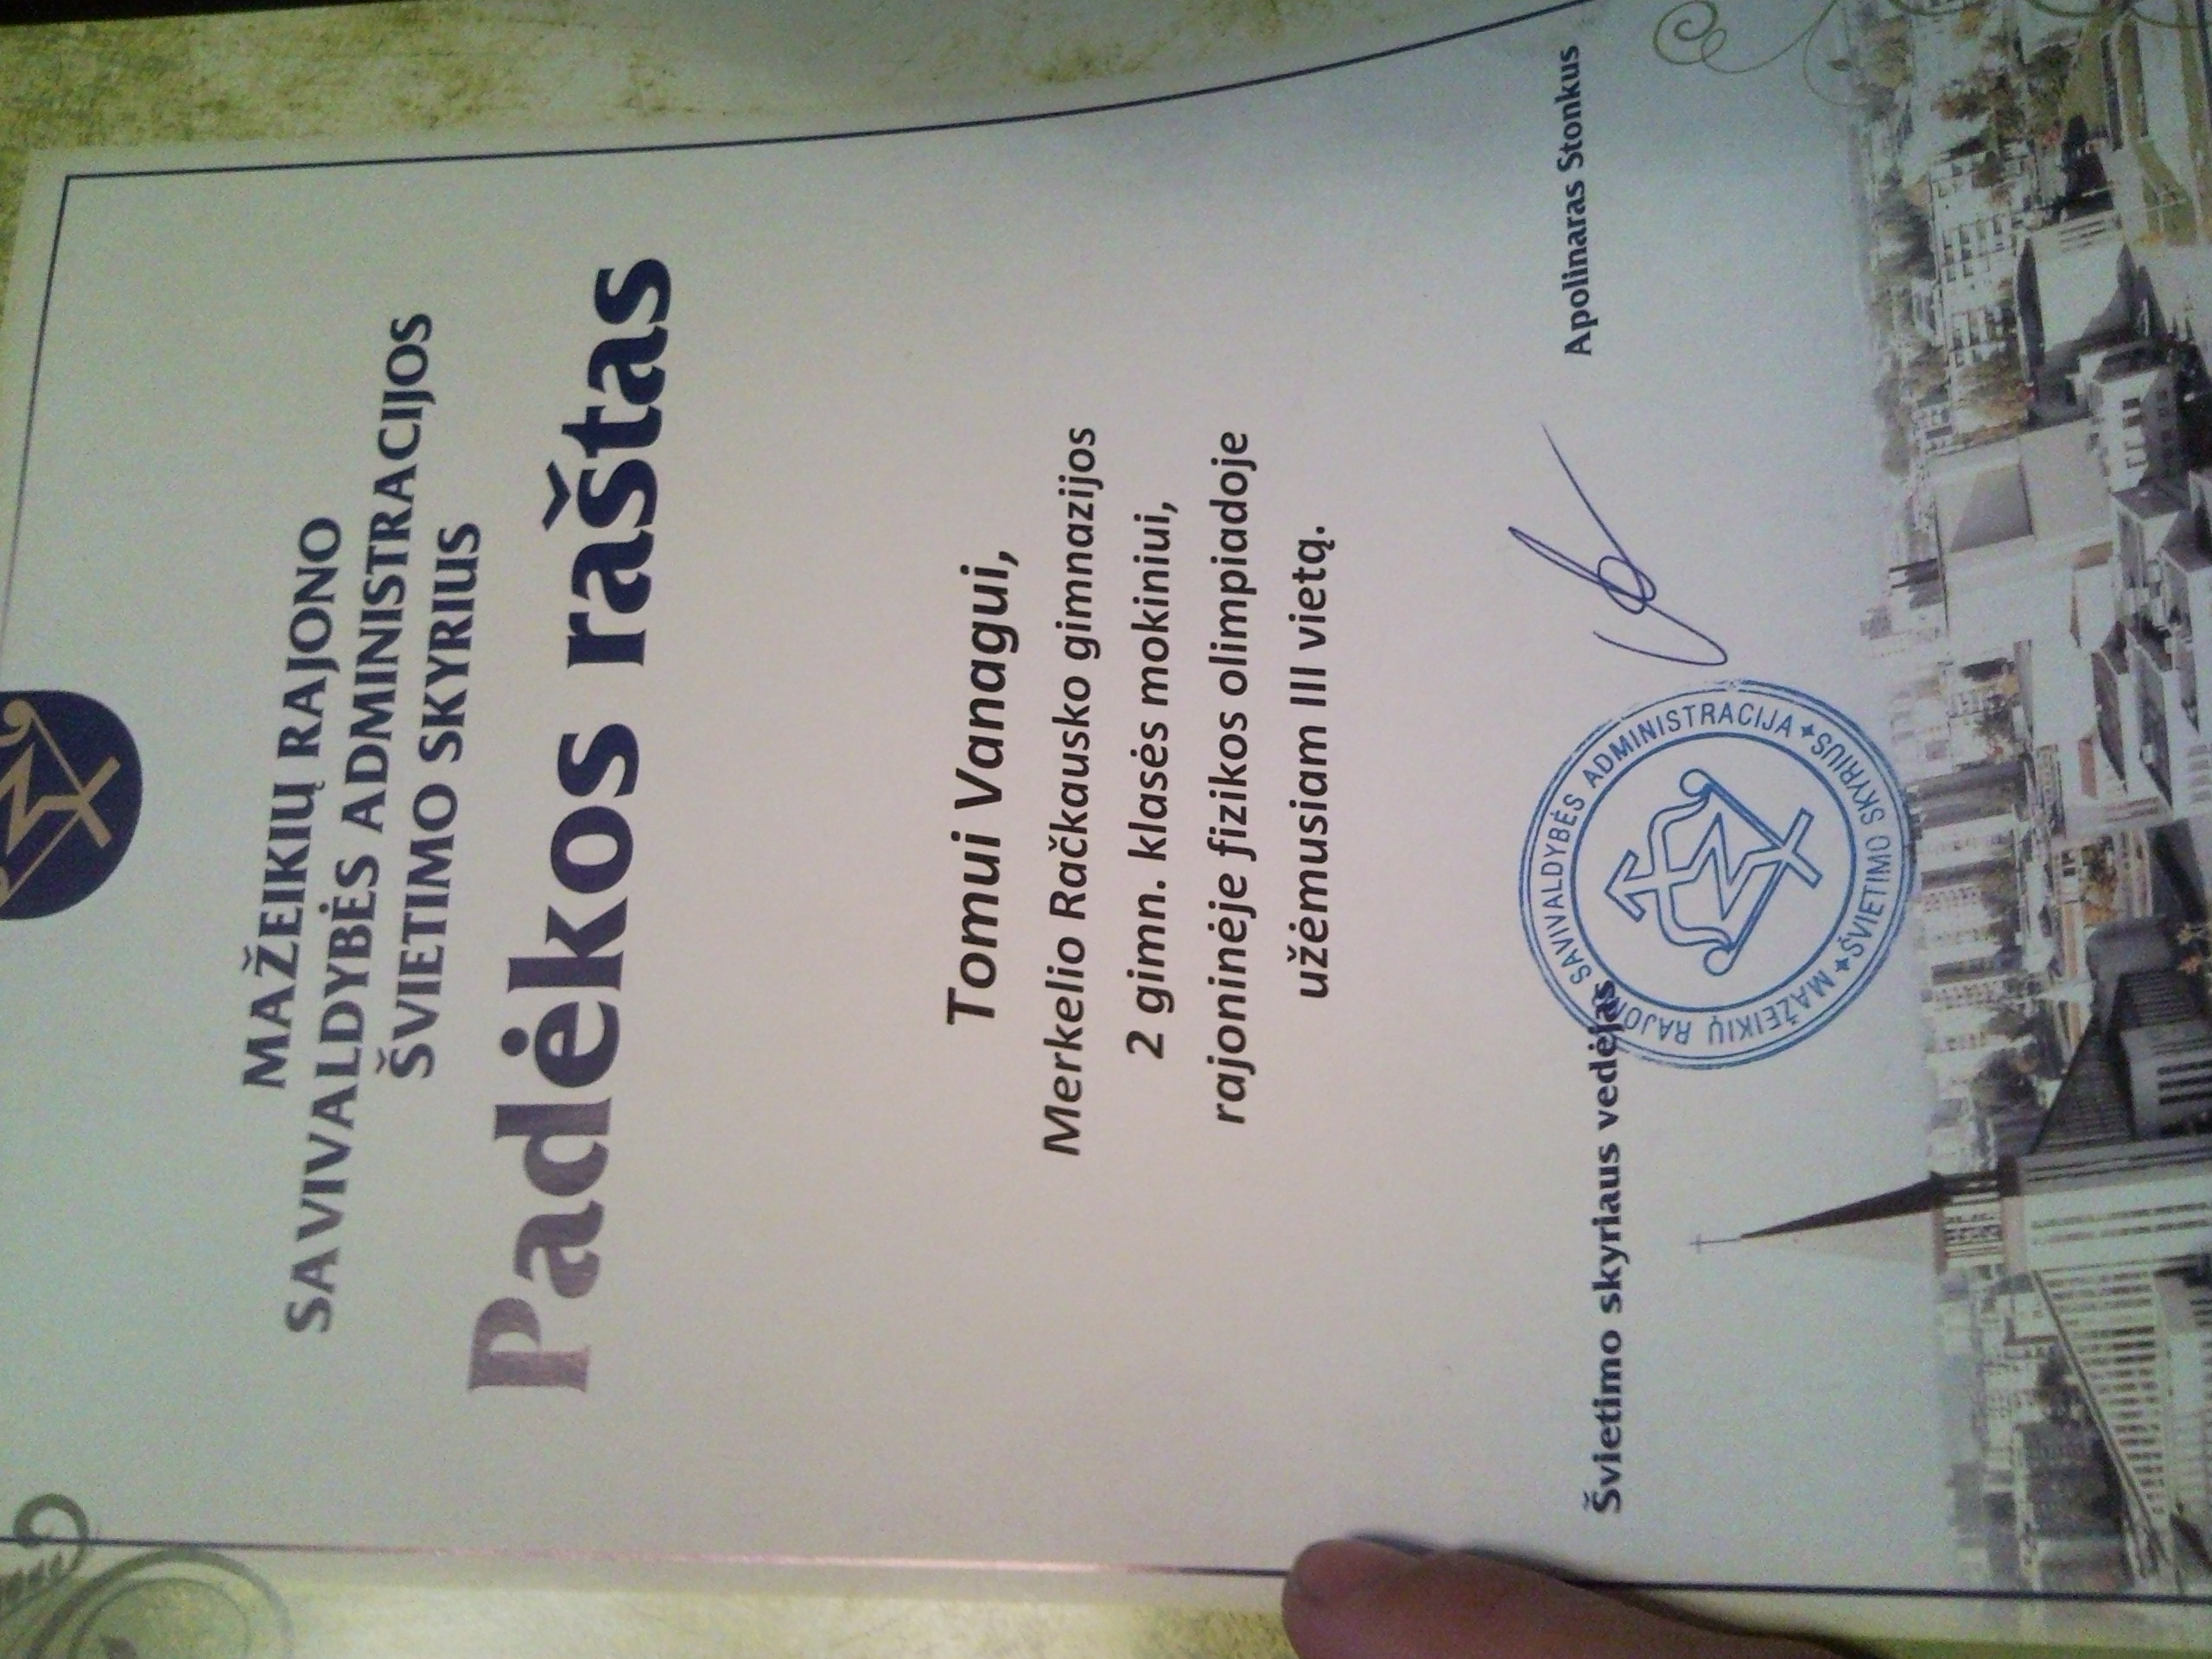 MAŽEIKIŲ RAJONO
SAVIVALDYBĖS ADMINISTRACIJOS
ŠVIETIMO SKYRIUS
Padėkos raštas
Tomui Vanagui,
Merkelio Račkausko gimnazijos
2 gimn. klasės mokiniui,
rajoninėje fizikos olimpiadoje
užėmusiam III vietą.
Švietimo skyriaus vedėjas
Apolinaras Stonkus
MAŽEIKIŲ RAJONO SAVIVALDYBĖS ADMINISTRACIJA
ŠVIETIMO SKYRIUS